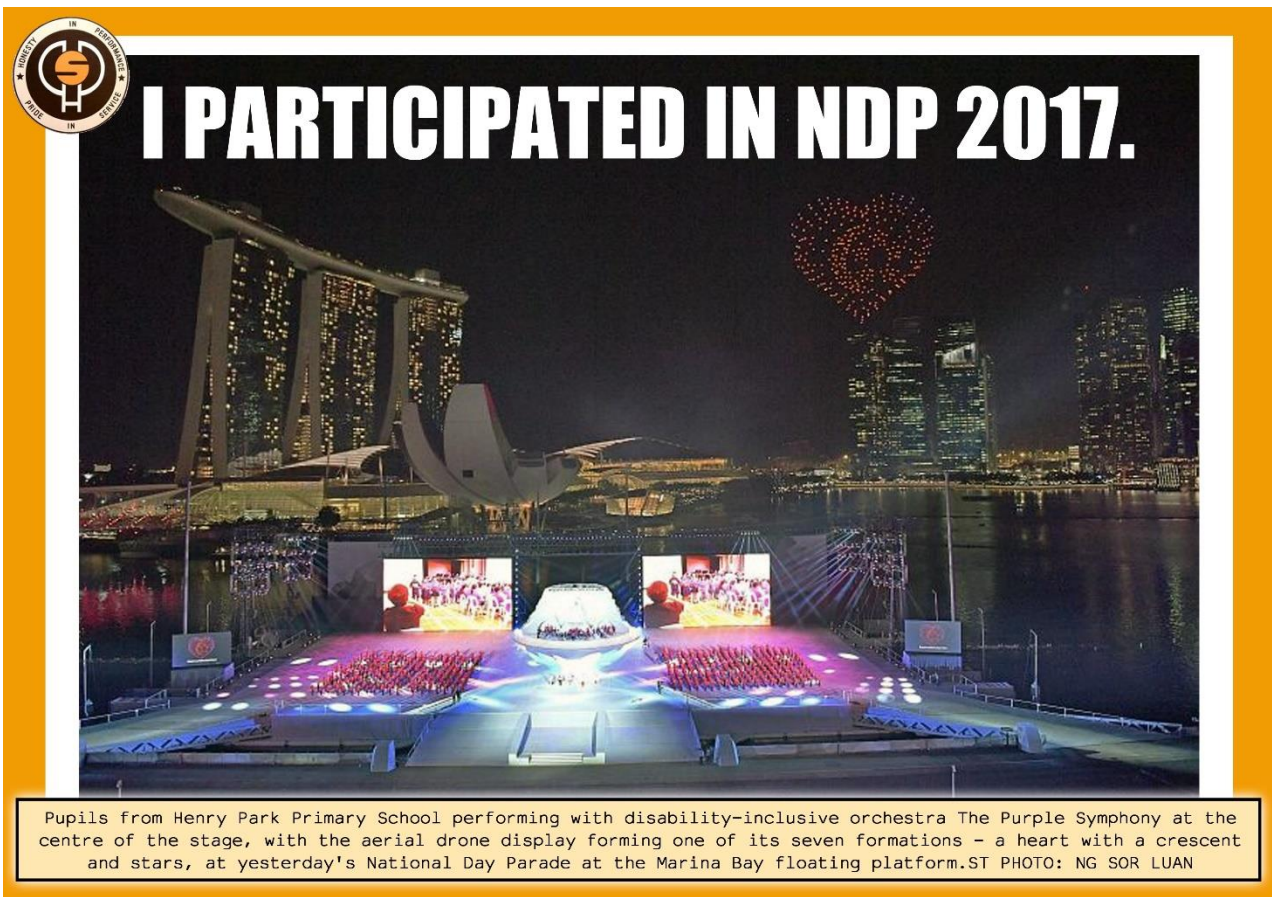 HONESTY IN PERFORMANCE
PRIDE IN SERVICE
S
I PARTICIPATED IN NDP 2017.
Pupils from Henry Park Primary School performing with disability-inclusive orchestra The Purple Symphony at the
centre of the stage, with the aerial drone display forming one of its seven formations – a heart with a crescent
and stars, at yesterday's National Day Parade at the Marina Bay floating platform.ST PHOTO: NG SOR LUAN